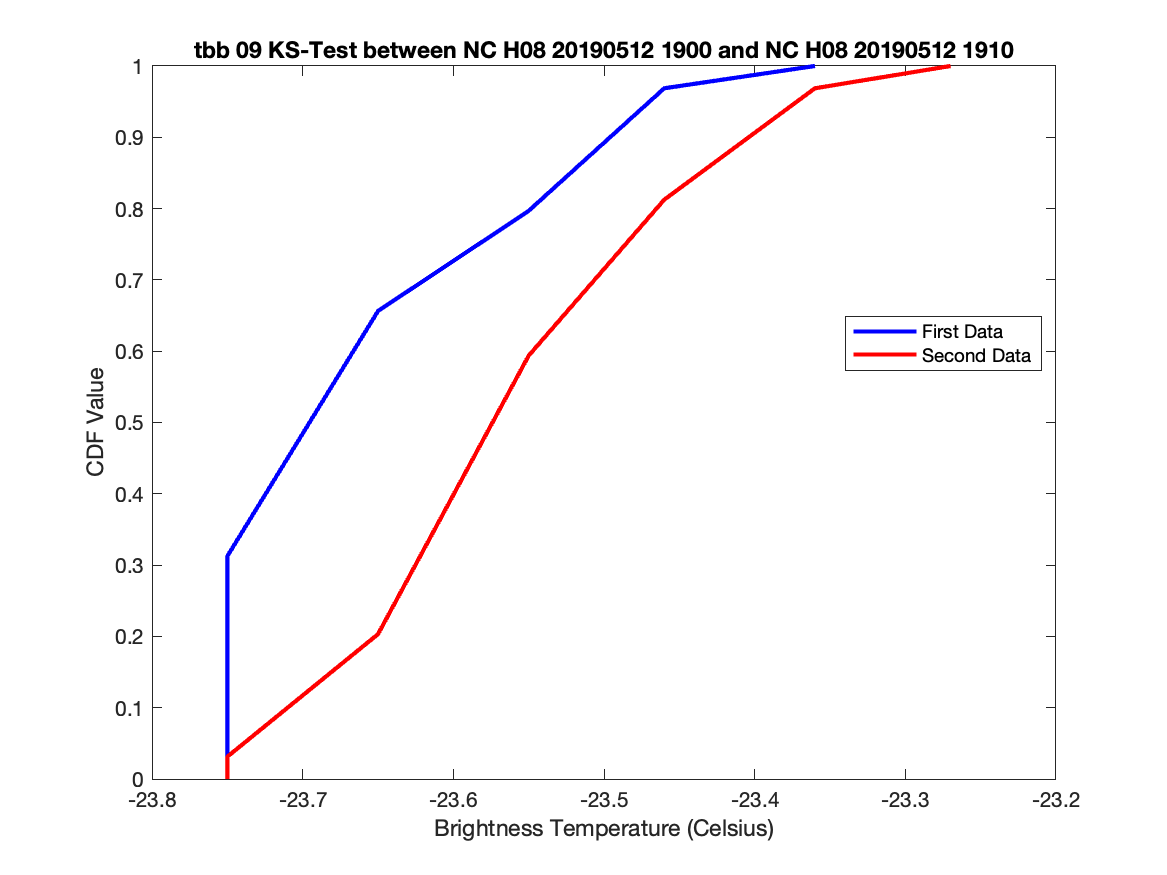 tbb 09 KS-Test between NC H08 20190512 1900 and NC H08 20190512 1910
1
0.9
0.8
0.7
0.6
0.5
0.4
0.3
0.2
0.1
0
CDF Value
First Data
Second Data
-23.8 -23.7 -23.6 -23.5 -23.4 -23.3 -23.2
Brightness Temperature (Celsius)